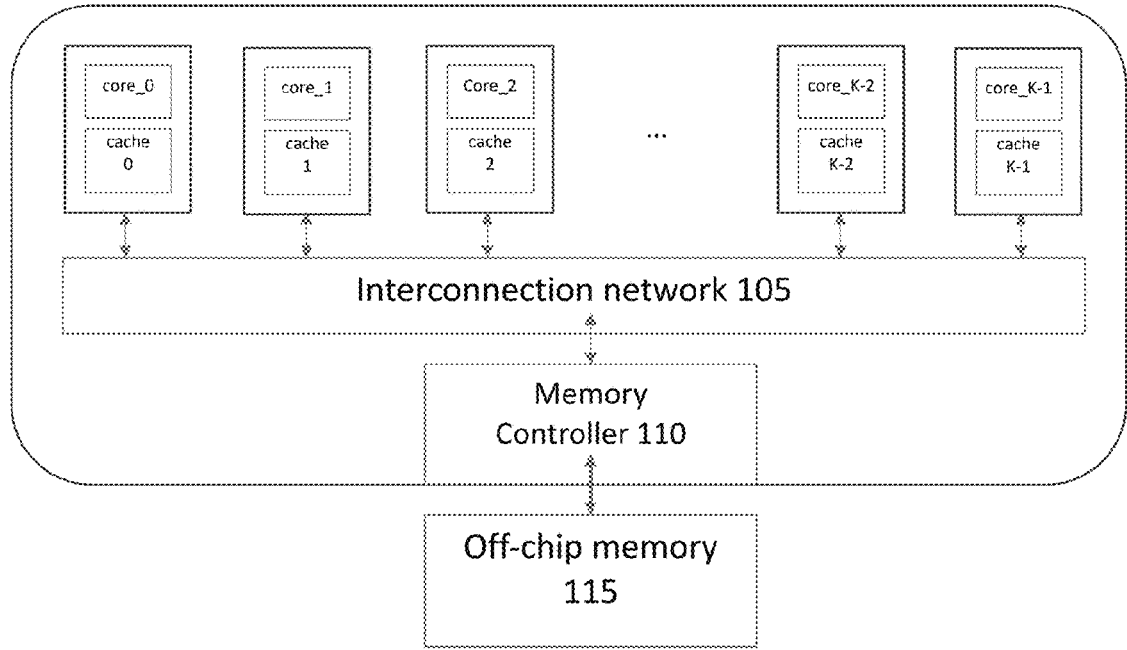 core_0
cache
0
core_1
cache
1
Core_2
cache
2
...
core_K-2
cache
K-2
core_K-1
cache
K-1
Interconnection network 105
Memory
Controller 110
Off-chip memory
115